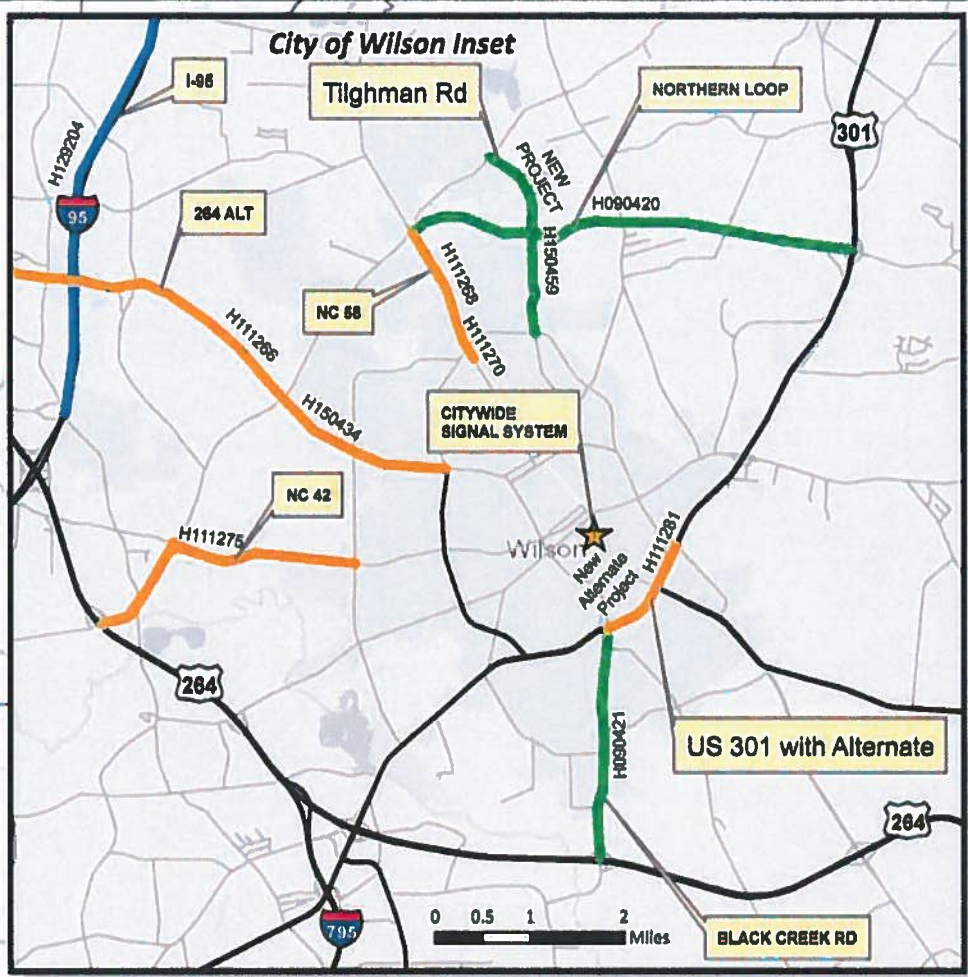 City of Wilson Inset
I-95
Tilghman Rd
NORTHERN LOOP
301
H129204
NEW
PROJECT
95
264 ALT
H090420
H150459
H111268
NC 58
H111266
H111270
H150434
CITYWIDE
SIGNAL SYSTEM
NC 42
H111275
Wilson
New
Alternate
Project
H111281
264
H090421
US 301 with Alternate
264
0 0.5 1 2
Miles
795
BLACK CREEK RD